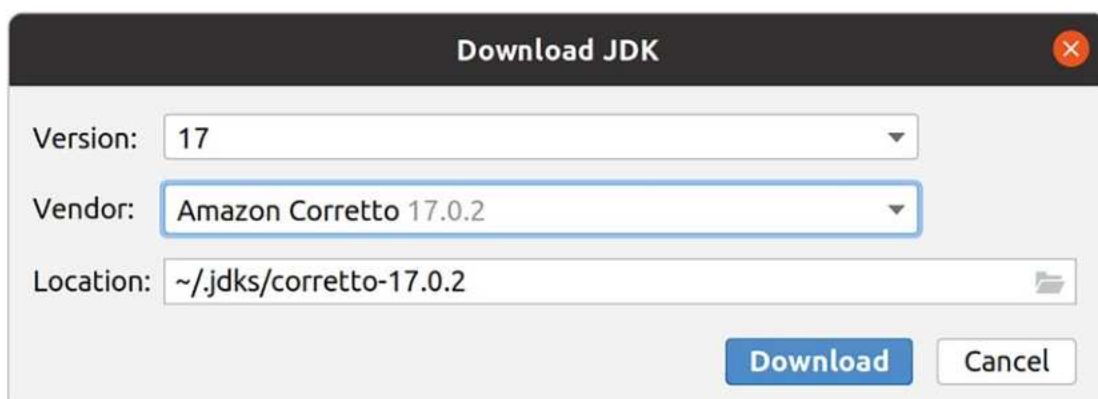 Download JDK
Version: 17
Vendor: Amazon Corretto 17.0.2
Location: ~/.jdks/corretto-17.0.2
Download Cancel